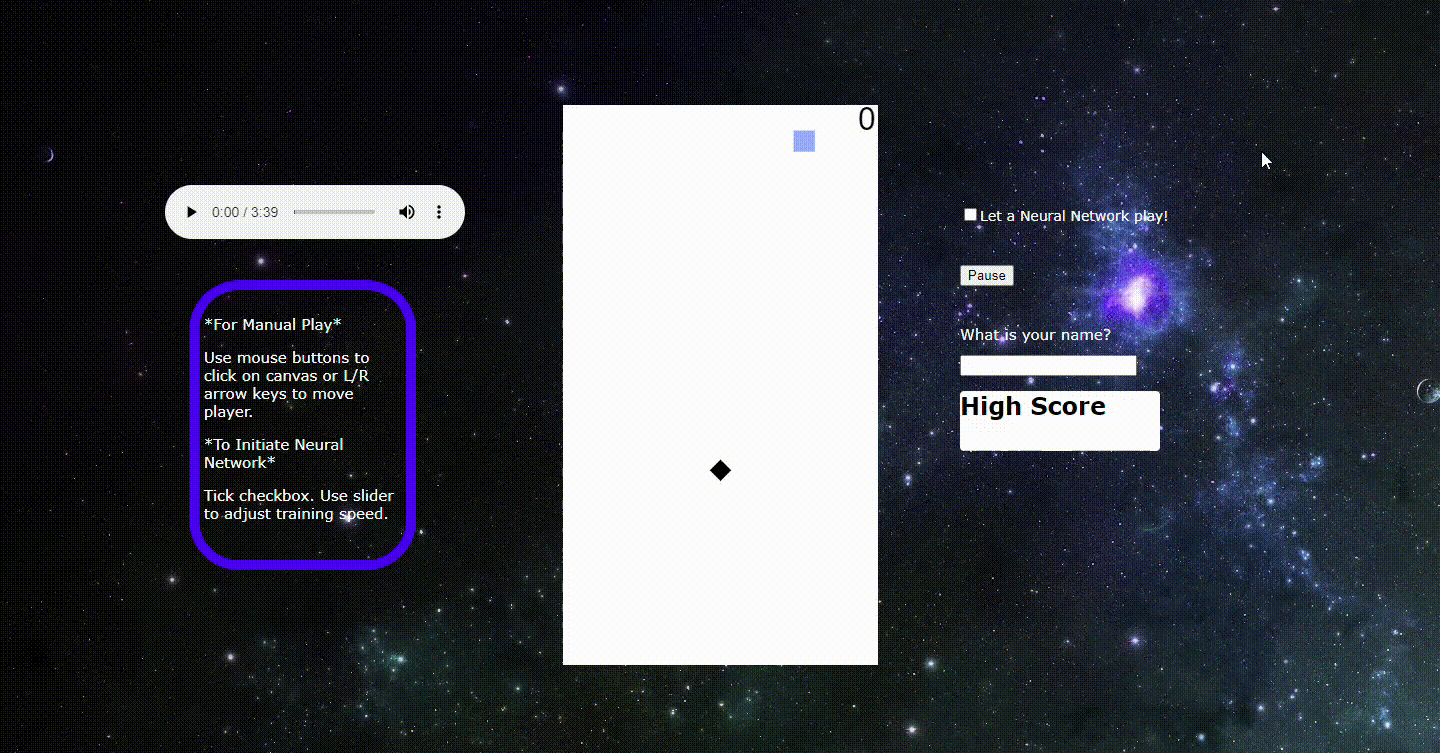 0
0:00 / 3:39
*For Manual Play*
Use mouse buttons to
click on canvas or L/R
arrow keys to move
player.
*To Initiate Neural
Network*
Tick checkbox. Use slider
to adjust training speed.
Let a Neural Network play!
Pause
What is your name?
High Score